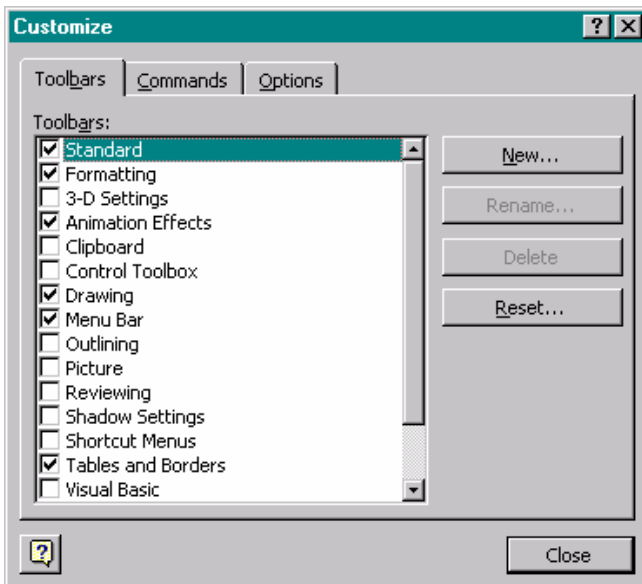 Customize
Toolbars Commands Options
Toolbars:
Standard
Formatting
3-D Settings
Animation Effects
Clipboard
Control Toolbox
Drawing
Menu Bar
Outlining
Picture
Reviewing
Shadow Settings
Shortcut Menus
Tables and Borders
Visual Basic
New...
Rename...
Delete
Reset...
Close